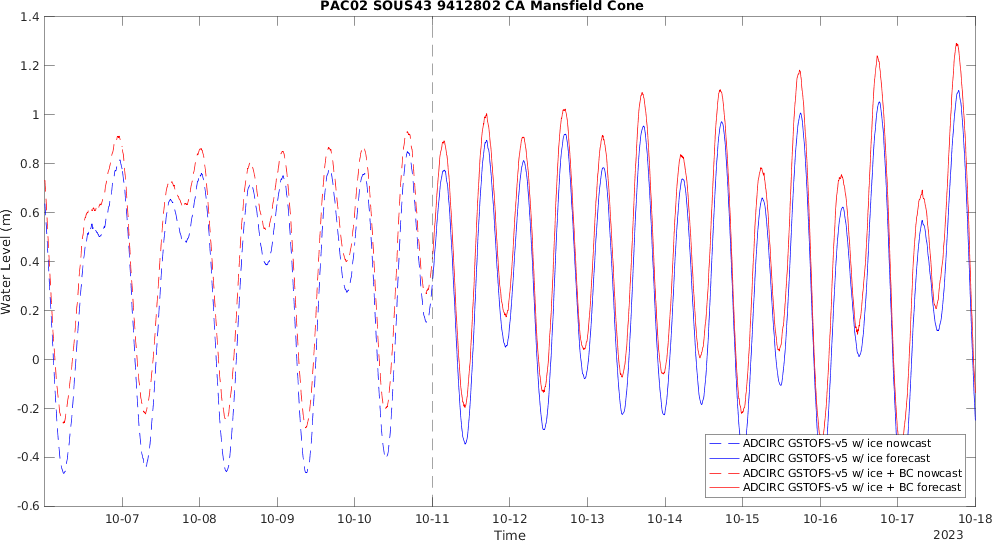 PAC02 SOUS43 9412802 CA Mansfield Cone
1.4
1.2
1
0.8
0.6
0.4
0.2
0
-0.2
-0.4
-0.6
Water Level (m)
10-07 10-08 10-09 10-10 10-11 10-12 10-13 10-14 10-15 10-16 10-17 10-18
Time
2023
ADCIRC GSTOFS-v5 w/ ice nowcast
ADCIRC GSTOFS-v5 w/ ice forecast
ADCIRC GSTOFS-v5 w/ ice + BC nowcast
ADCIRC GSTOFS-v5 w/ ice + BC forecast